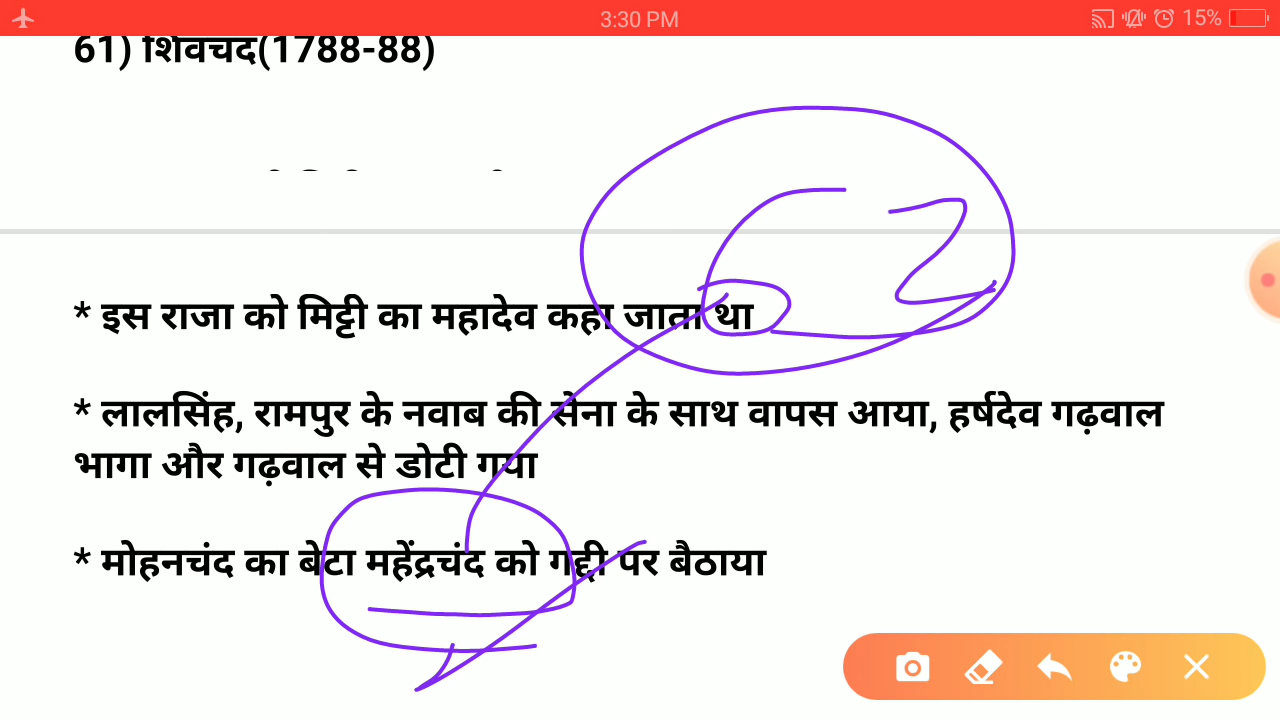 3:30 PM
15%
61) शिवचंद(1788-88)
62
* इस राजा को मिट्टी का महादेव कहा जाता था
* लालसिंह, रामपुर के नवाब की सेना के साथ वापस आया, हर्षदेव गढ़वाल
भागा और गढ़वाल से डोटी गया
* मोहनचंद का बेटा महेंद्रचंद को गद्दी पर बैठाया